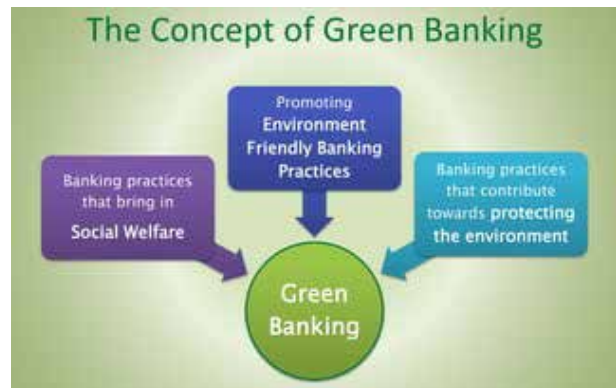 The Concept of Green Banking
Promoting
Environment
Friendly Banking
Practices
Banking practices
that bring in
Social Welfare
Banking practices
that contribute
towards protecting
the environment
Green
Banking